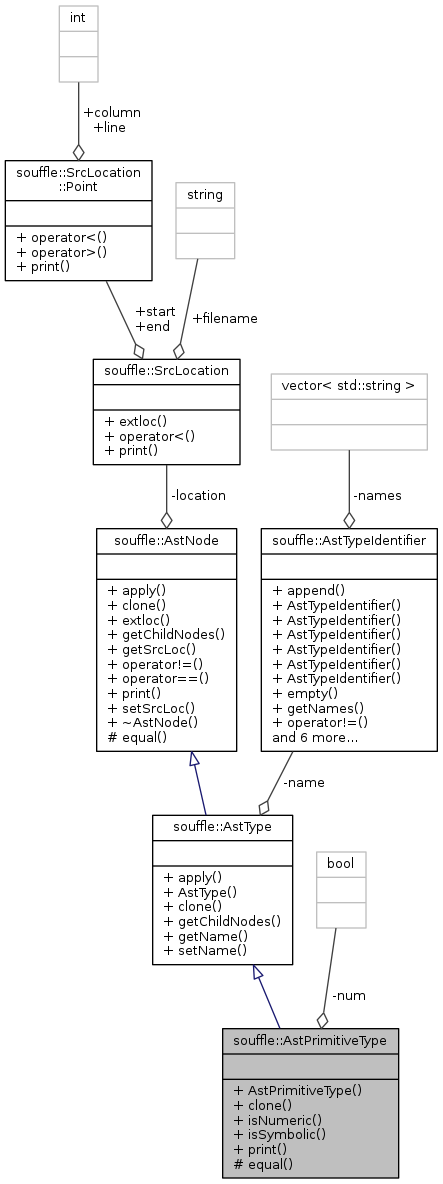 int
+column
+line
souffle::SrcLocation
::Point
+ operator<()
+ operator>()
+ print()
string
+start
+end
+filename
souffle::SrcLocation
+ extloc()
+ operator<()
+ print()
vector< std::string >
-location
-names
souffle::AstNode
+ apply()
+ clone()
+ extloc()
+ getChildNodes()
+ getSrcLoc()
+ operator!=()
+ operator==()
+ print()
+ setSrcLoc()
+ ~AstNode()
# equal()
souffle::AstTypeIdentifier
+ append()
+ AstTypeIdentifier()
+ AstTypeIdentifier()
+ AstTypeIdentifier()
+ AstTypeIdentifier()
+ AstTypeIdentifier()
+ empty()
+ getNames()
+ operator!=()
and 6 more...
-name
souffle::AstType
+ apply()
+ AstType()
+ clone()
+ getChildNodes()
+ getName()
+ setName()
bool
-num
souffle::AstPrimitiveType
+ AstPrimitiveType()
+ clone()
+ isNumeric()
+ isSymbolic()
+ print()
# equal()